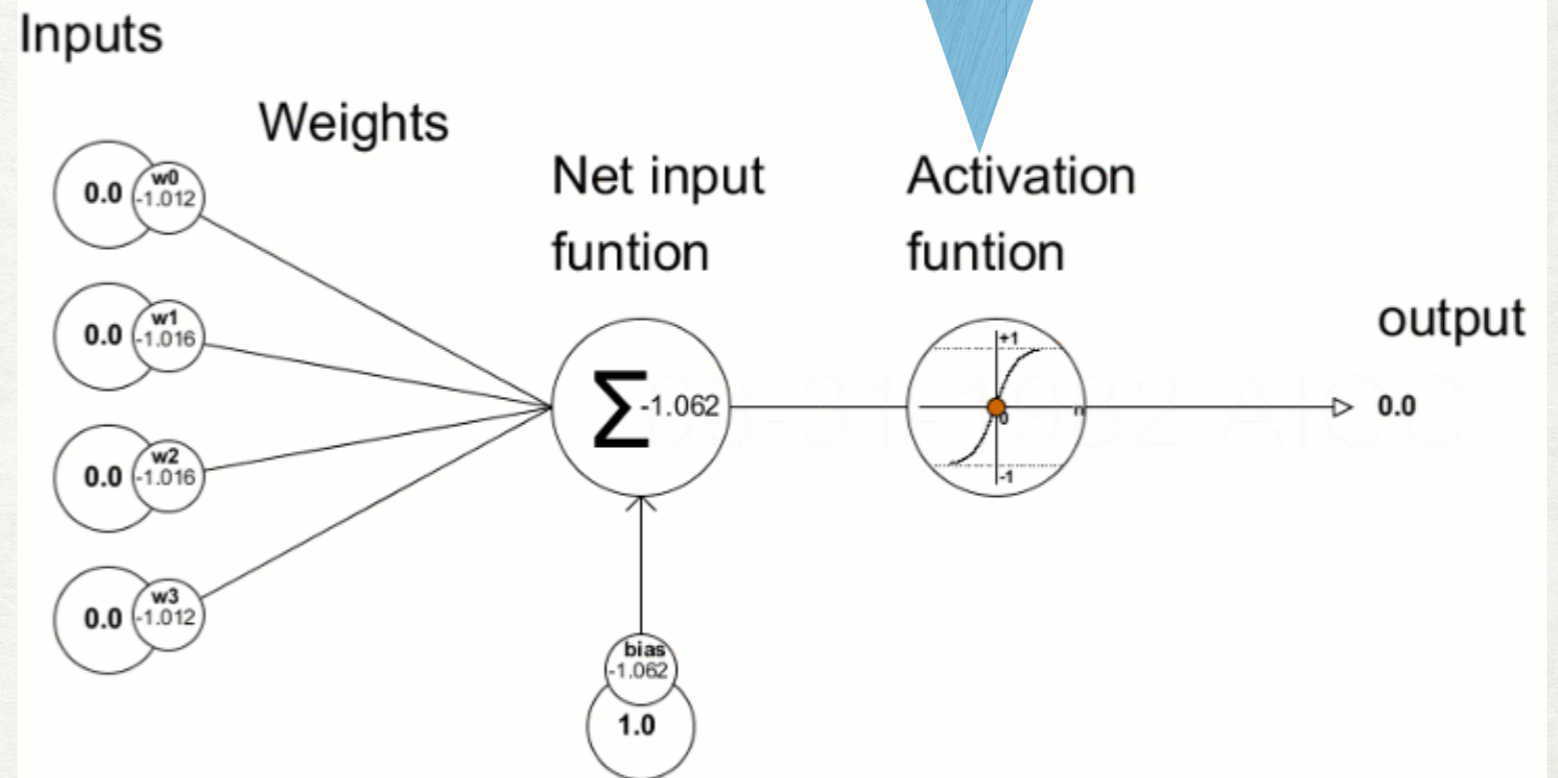 Inputs
Weights
Net input
funtion
Activation
funtion
output
0.0
w0
-1.012
0.0
w1
-1.016
0.0
w2
-1.016
0.0
w3
-1.012
Σ -1.062
+1
0
n
-1
0.0
bias
-1.062
1.0